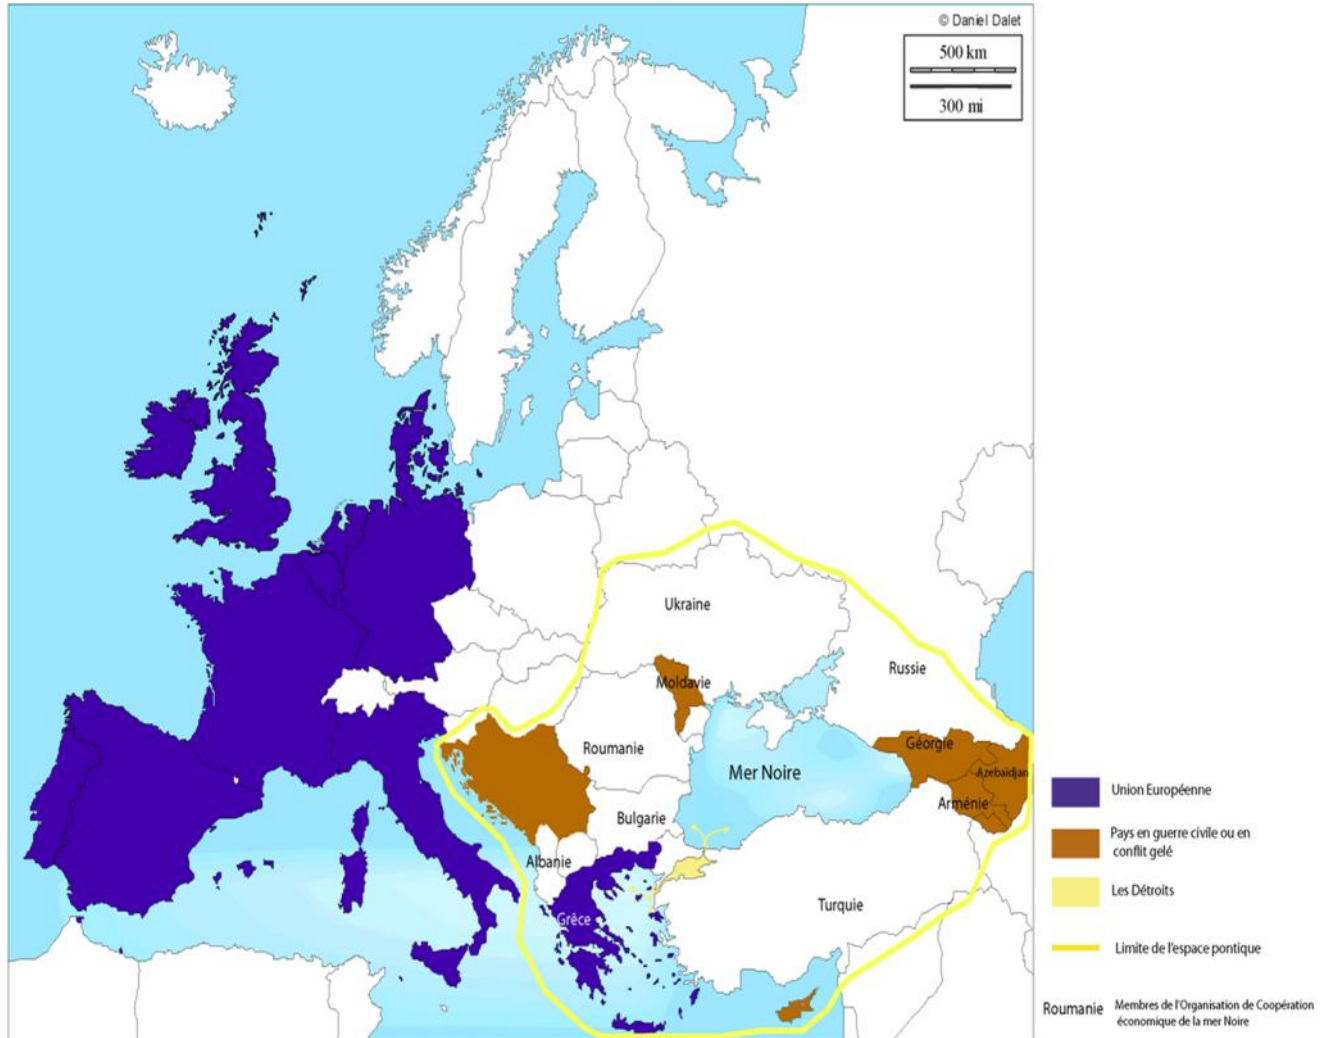 © Daniel Dalet
500 km
300 mi
Ukraine
Russie
Moldavie
Roumanie
Géorgie
Mer Noire
Azebaïdjan
Arménie
Bulgarie
Albanie
Turquie
Grêce
Union Européenne
Pays en guerre civile ou en
conflit gelé
Les Détroits
Limite de l'espace pontique
Roumanie Membres de l'Organisation de Coopération
économique de la mer Noire